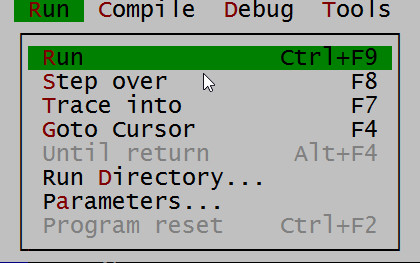 Run Compile Debug Tools
Run Ctrl+F9
Step over F8
Trace into F7
Goto Cursor F4
Until return Alt+F4
Run Directory...
Parameters...
Program reset Ctrl+F2